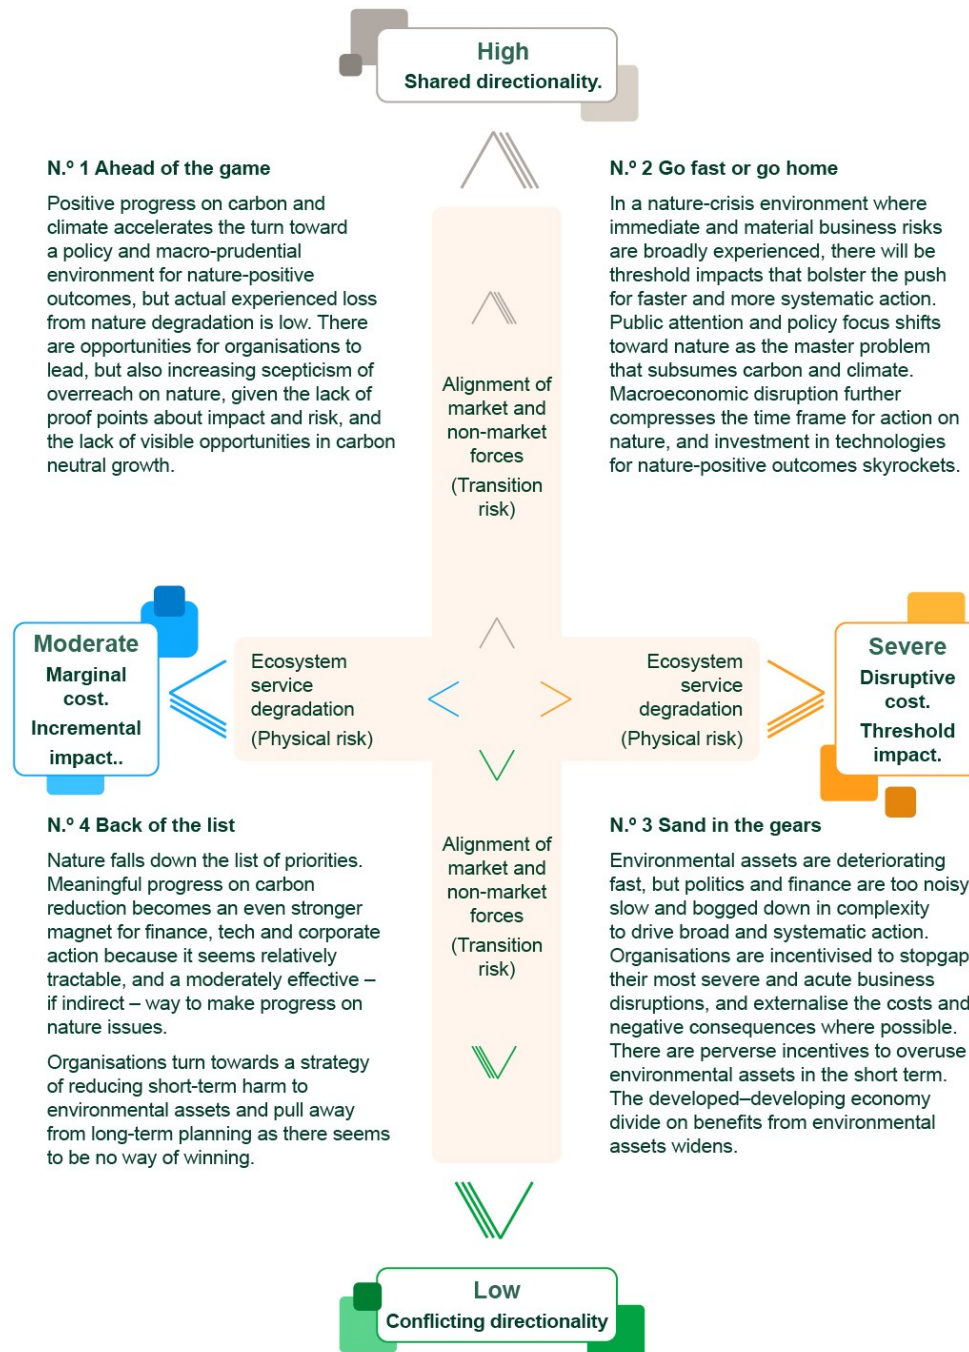 High
Shared directionality.
N.º 1 Ahead of the game
Positive progress on carbon and
climate accelerates the turn toward
a policy and macro-prudential
environment for nature-positive
outcomes, but actual experienced loss
from nature degradation is low. There
are opportunities for organisations to
lead, but also increasing scepticism of
overreach on nature, given the lack of
proof points about impact and risk, and
the lack of visible opportunities in carbon
neutral growth.
N.º 2 Go fast or go home
In a nature-crisis environment where
immediate and material business risks
are broadly experienced, there will be
threshold impacts that bolster the push
for faster and more systematic action.
Public attention and policy focus shifts
toward nature as the master problem
that subsumes carbon and climate.
Macroeconomic disruption further
compresses the time frame for action on
nature, and investment in technologies
for nature-positive outcomes skyrockets.
Alignment of
market and
non-market
forces
(Transition
risk)
Moderate
Marginal
cost.
Incremental
impact..
Ecosystem
service
degradation
(Physical risk)
Ecosystem
service
degradation
(Physical risk)
Severe
Disruptive
cost.
Threshold
impact.
N.º 4 Back of the list
Nature falls down the list of priorities.
Meaningful progress on carbon
reduction becomes an even stronger
magnet for finance, tech and corporate
action because it seems relatively
tractable, and a moderately effective –
if indirect – way to make progress on
nature issues.
Organisations turn towards a strategy
of reducing short-term harm to
environmental assets and pull away
from long-term planning as there seems
to be no way of winning.
Alignment of
market and
non-market
forces
(Transition
risk)
N.º 3 Sand in the gears
Environmental assets are deteriorating
fast, but politics and finance are too noisy
slow and bogged down in complexity
to drive broad and systematic action.
Organisations are incentivised to stopgap
their most severe and acute business
disruptions, and externalise the costs and
negative consequences where possible.
There are perverse incentives to overuse
environmental assets in the short term.
The developed–developing economy
divide on benefits from environmental
assets widens.
Low
Conflicting directionality